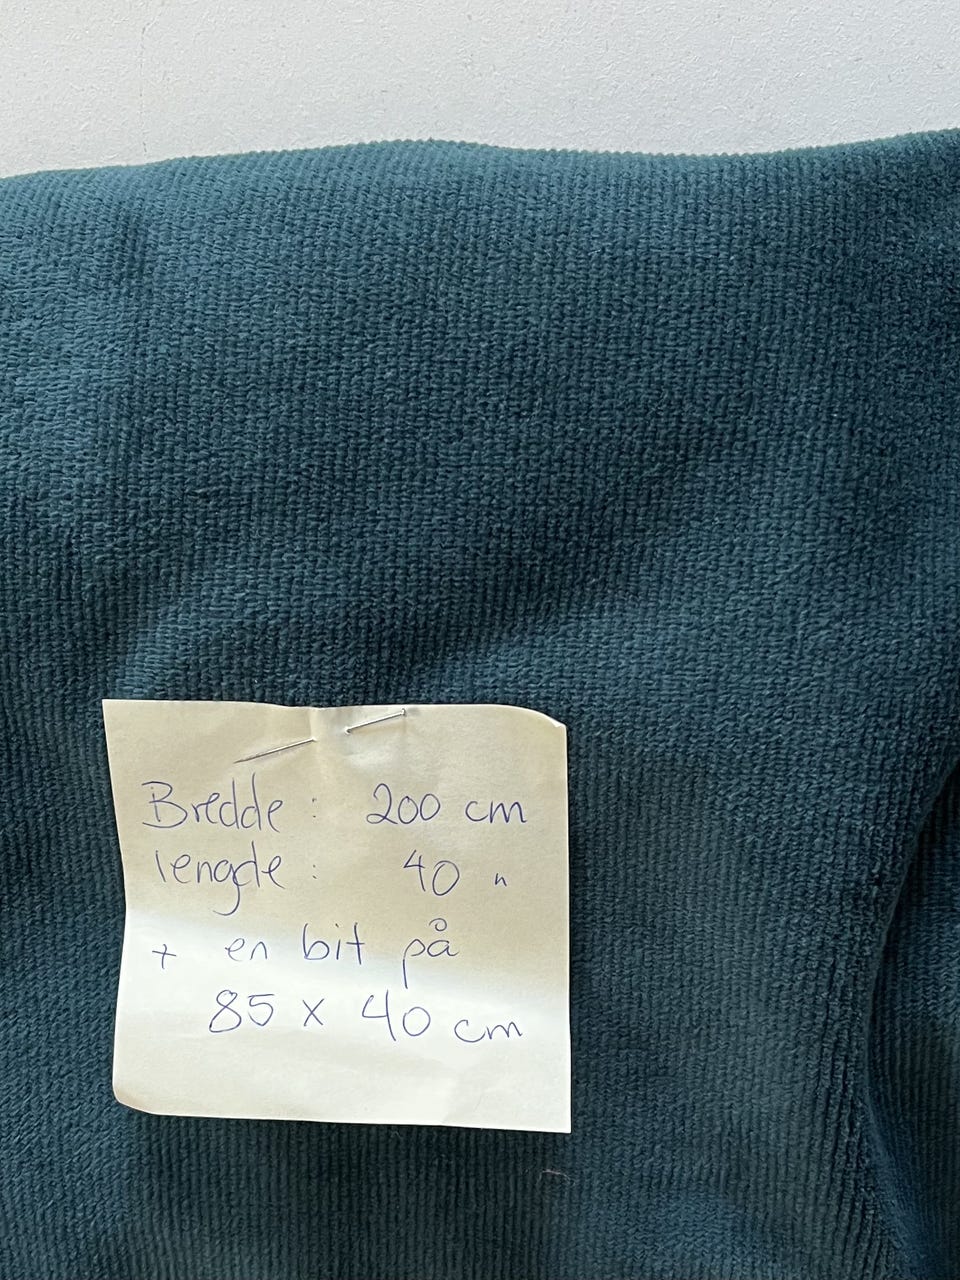 Bredde : 200 cm
lengde : 40 "
+ en bit på
85 x 40 cm